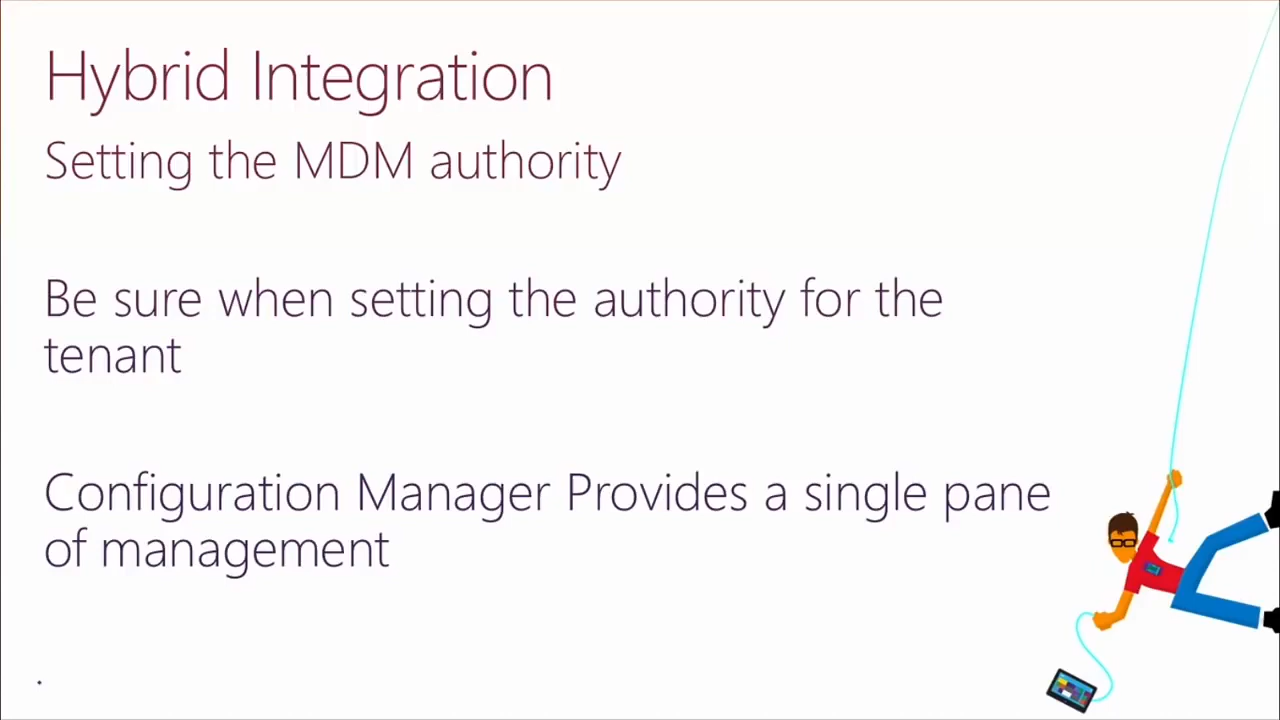 Hybrid Integration
Setting the MDM authority
Be sure when setting the authority for the
tenant
Configuration Manager Provides a single pane
of management
.